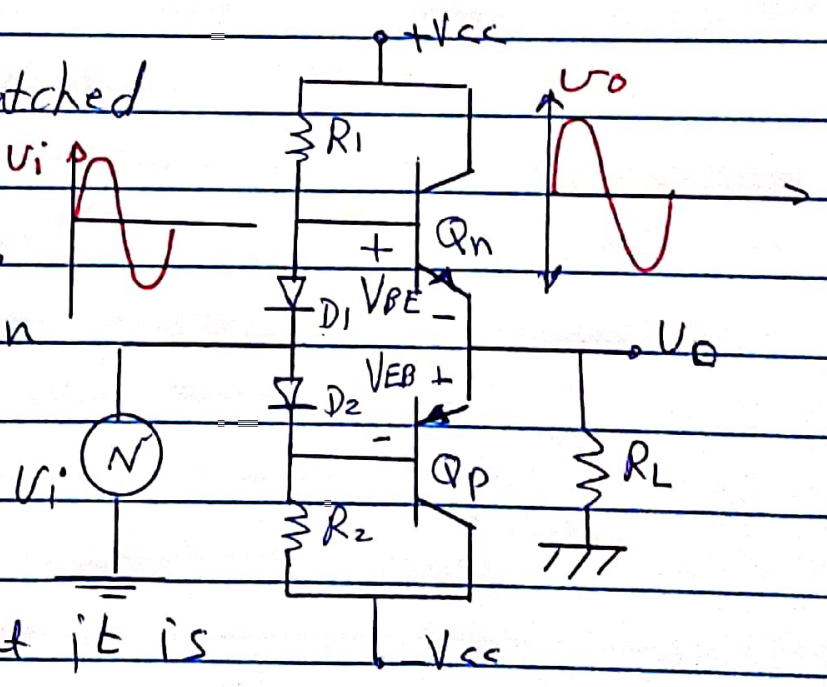 +Vcc
atched
R1
Vi
Vo
+
Qn
VBE
-
D1
n
Vo
VEB +
D2
-
Qp
Vi
RL
R2
t it is
-Vcc